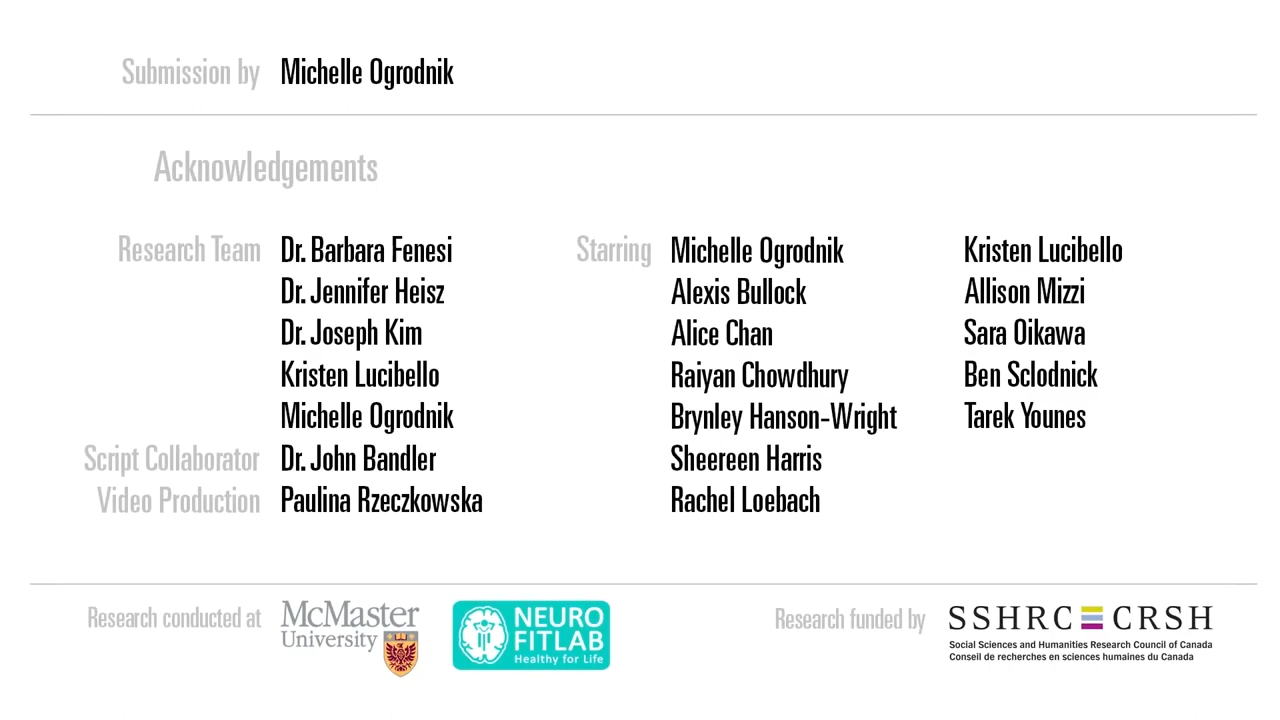 Submission by Michelle Ogrodnik
Acknowledgements
Research Team Dr. Barbara Fenesi
Dr. Jennifer Heisz
Dr. Joseph Kim
Kristen Lucibello
Michelle Ogrodnik
Script Collaborator Dr. John Bandler
Video Production Paulina Rzeczkowska
Starring Michelle Ogrodnik
Alexis Bullock
Alice Chan
Raiyan Chowdhury
Brynley Hanson-Wright
Sheereen Harris
Rachel Loebach
Kristen Lucibello
Allison Mizzi
Sara Oikawa
Ben Sclodnick
Tarek Younes
Research conducted at
McMaster
University
NEURO
FITLAB
Healthy for Life
Research funded by
SSHRC CRSH
Social Sciences and Humanities Research Council of Canada
Conseil de recherches en sciences humaines du Canada